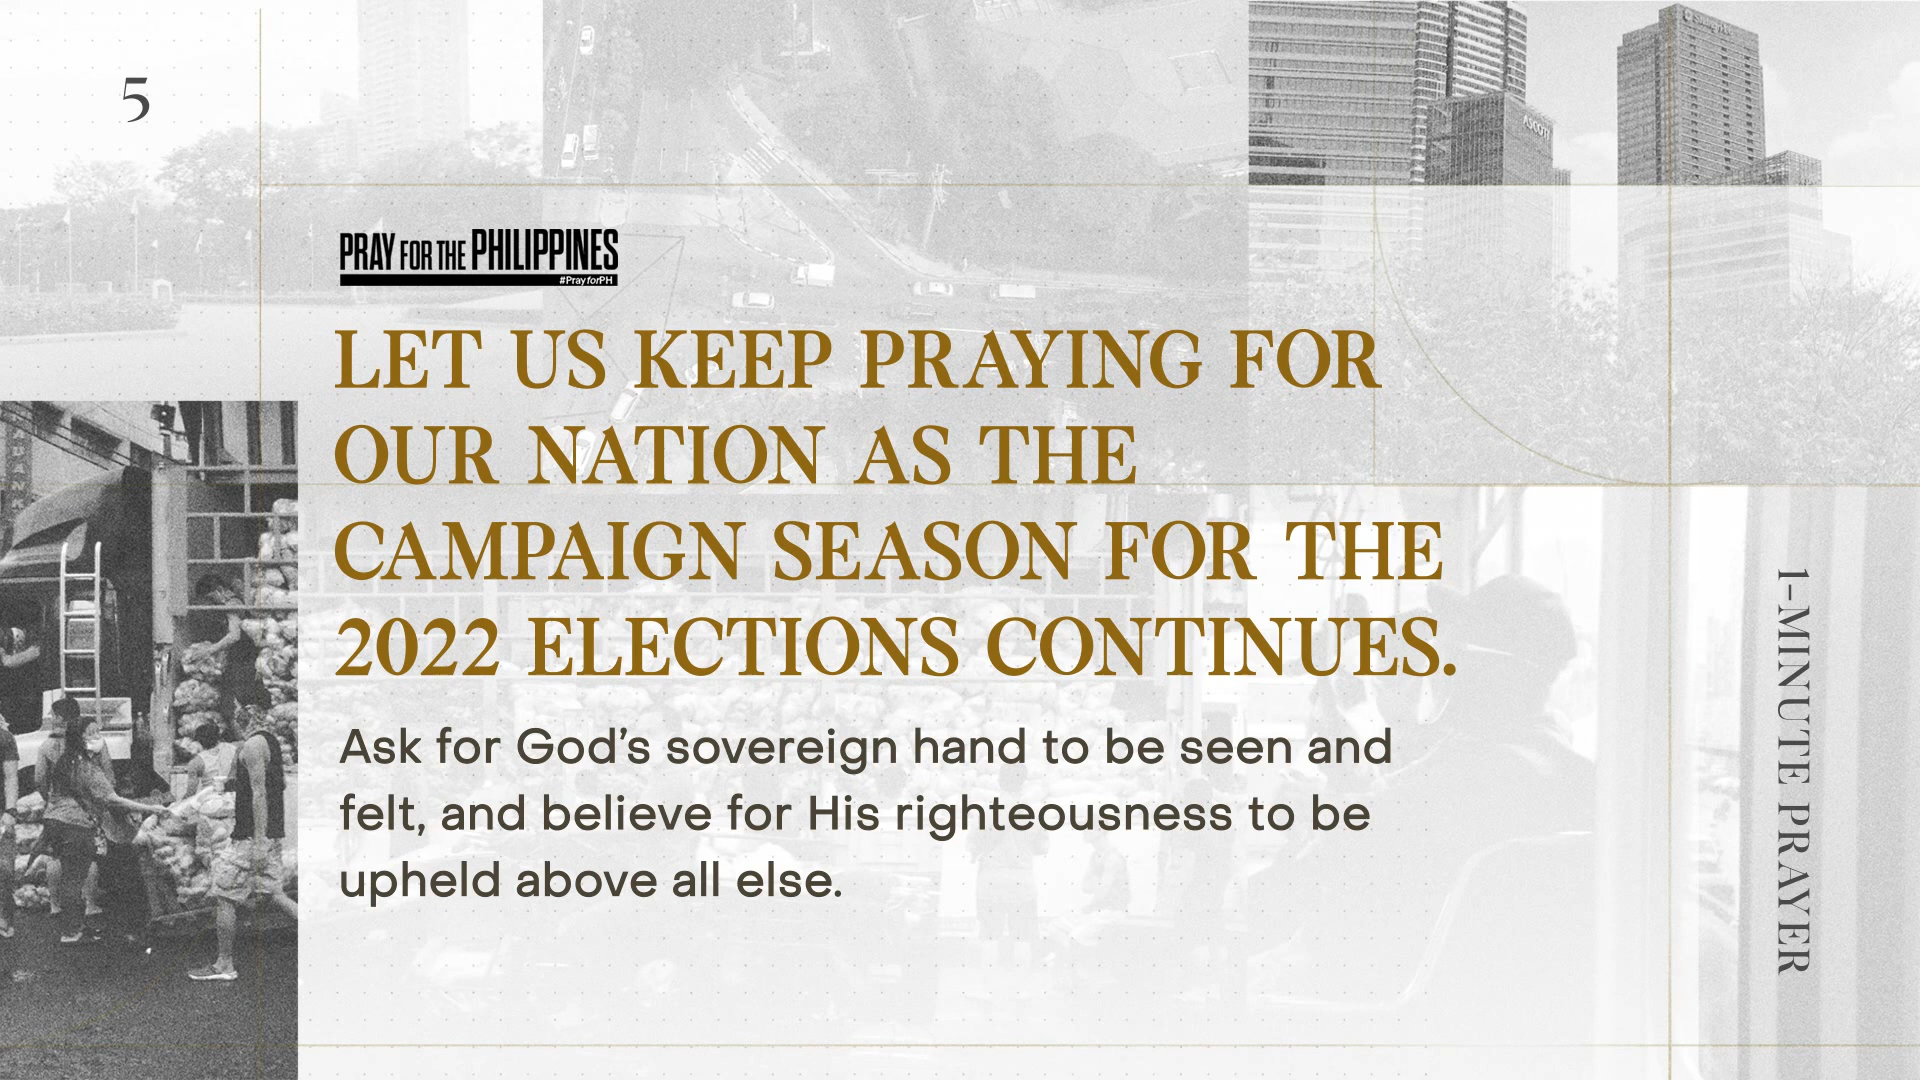 5
PRAY FOR THE PHILIPPINES
#PrayforPH
LET US KEEP PRAYING FOR
OUR NATION AS THE
CAMPAIGN SEASON FOR THE
2022 ELECTIONS CONTINUES.
Ask for God’s sovereign hand to be seen and
felt, and believe for His righteousness to be
upheld above all else.
1-MINUTE PRAYER
ASCOTT